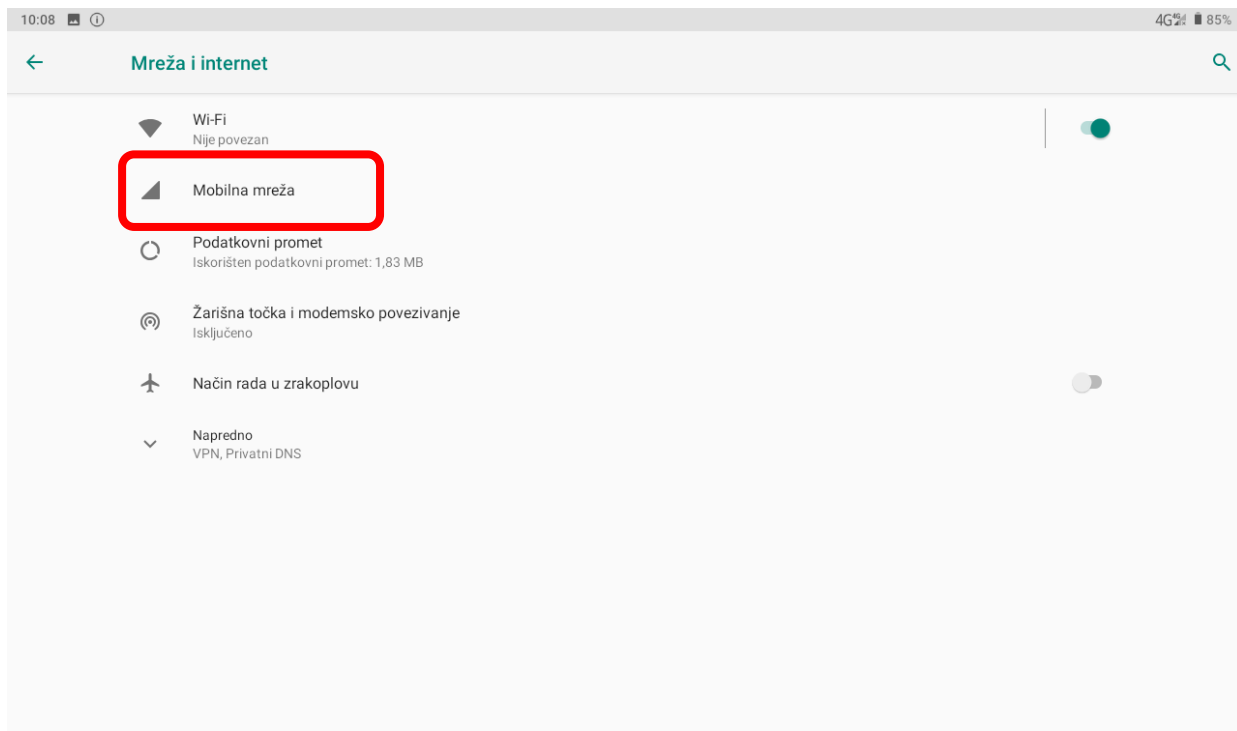 10:08 4G 85%
Mreža i internet
Wi-Fi
Nije povezan
Mobilna mreža
Podatkovni promet
Iskorišten podatkovni promet: 1,83 MB
Žarišna točka i modemsko povezivanje
Isključeno
Način rada u zrakoplovu
Napredno
VPN, Privatni DNS